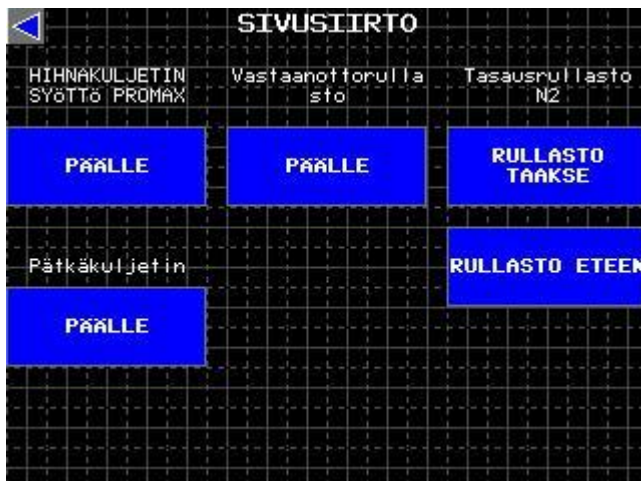 SIVUSIIRTO
HIHNAKULJETIN
SYöTTö PROMAX
Vastaanottorulla
sto
Tasausrullasto
N2
PÄÄLLE
PÄÄLLE
RULLASTO
TAAKSE
Pätkäkuljetin
RULLASTO ETEEN
PÄÄLLE